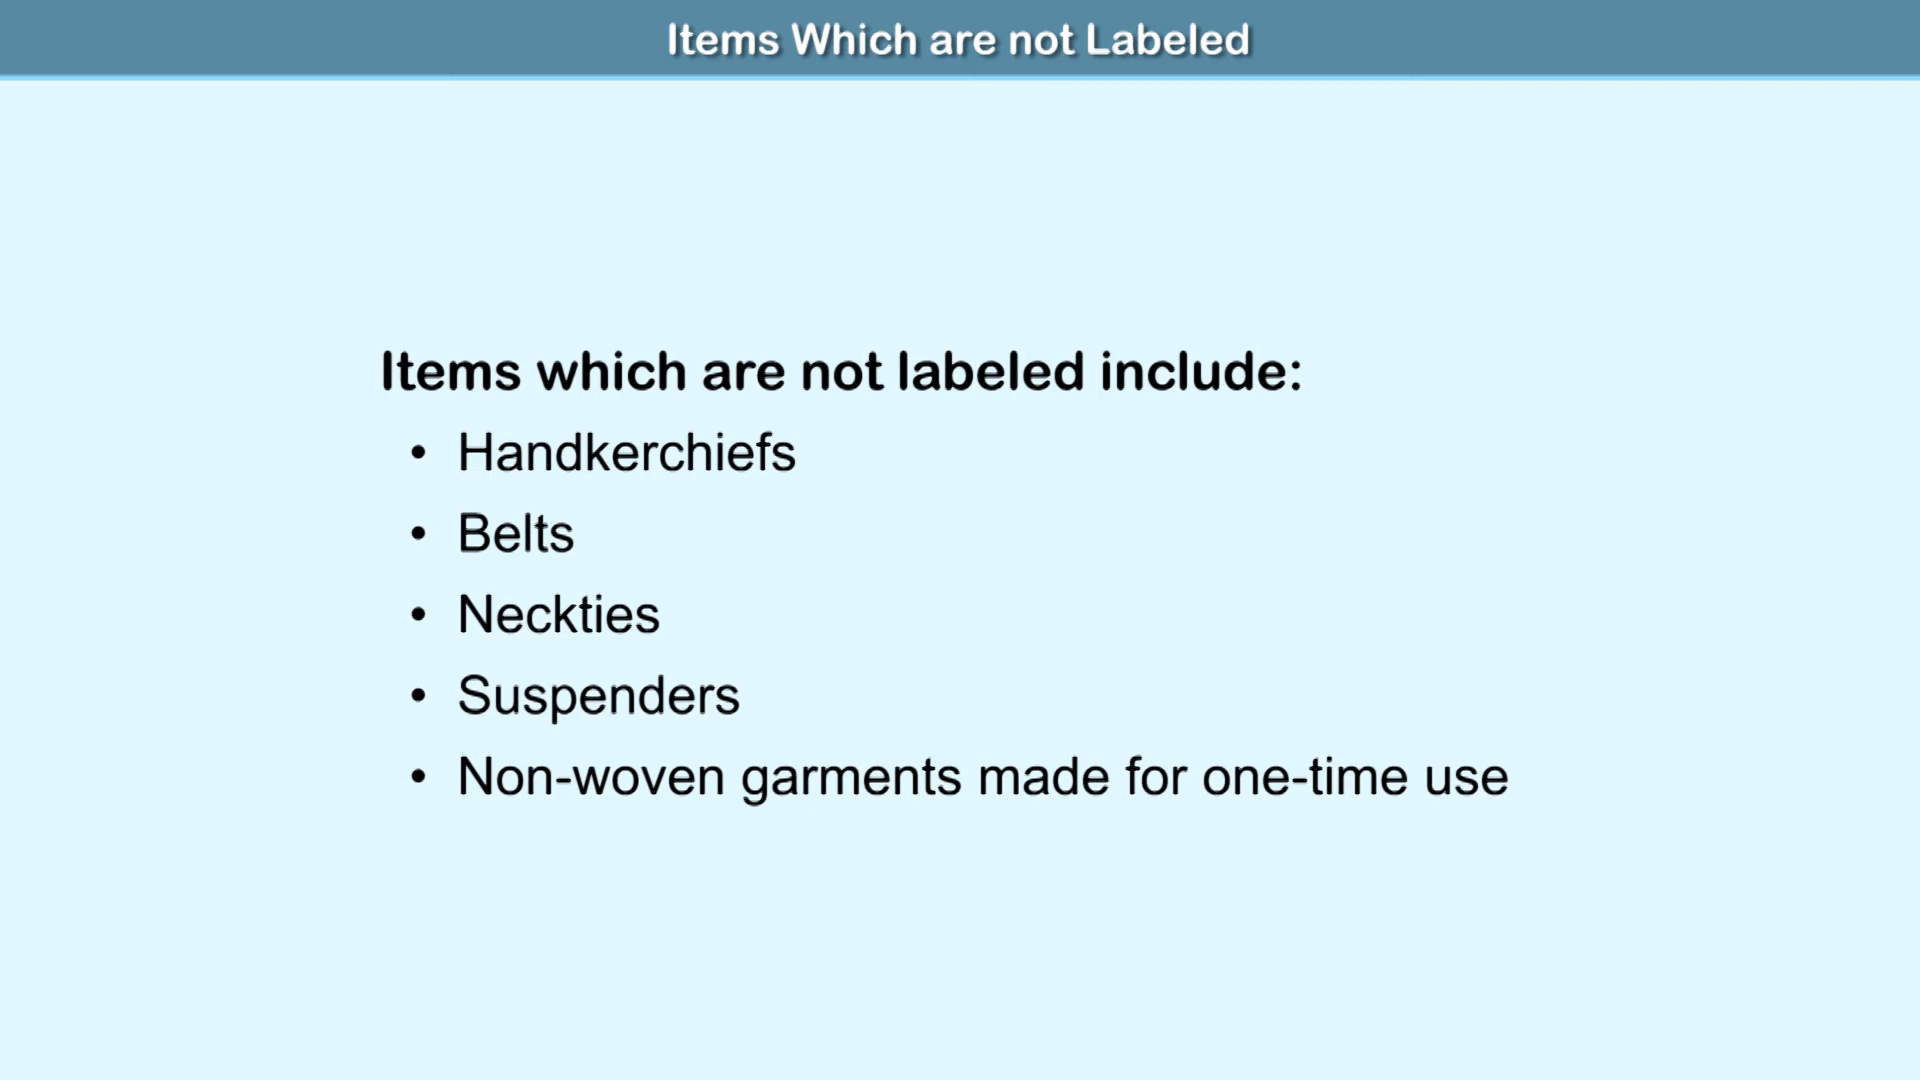 Items Which are not Labeled
Items which are not labeled include:
• Handkerchiefs
• Belts
• Neckties
• Suspenders
• Non-woven garments made for one-time use